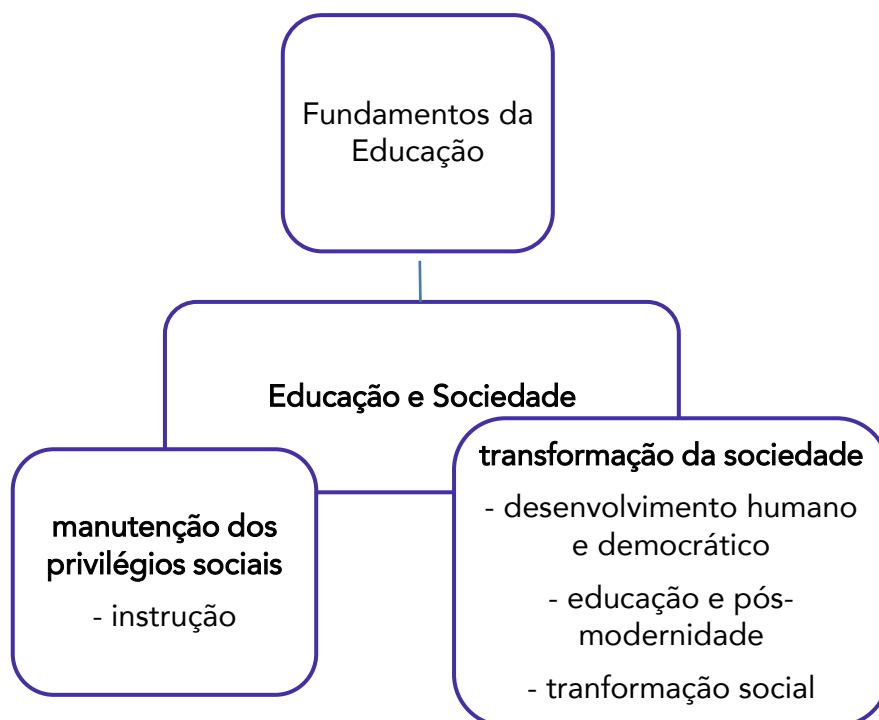 Fundamentos da
Educação
Educação e Sociedade
manutenção dos
privilégios sociais
- instrução
transformação da sociedade
- desenvolvimento humano
e democrático
- educação e pós-
modernidade
- tranformação social